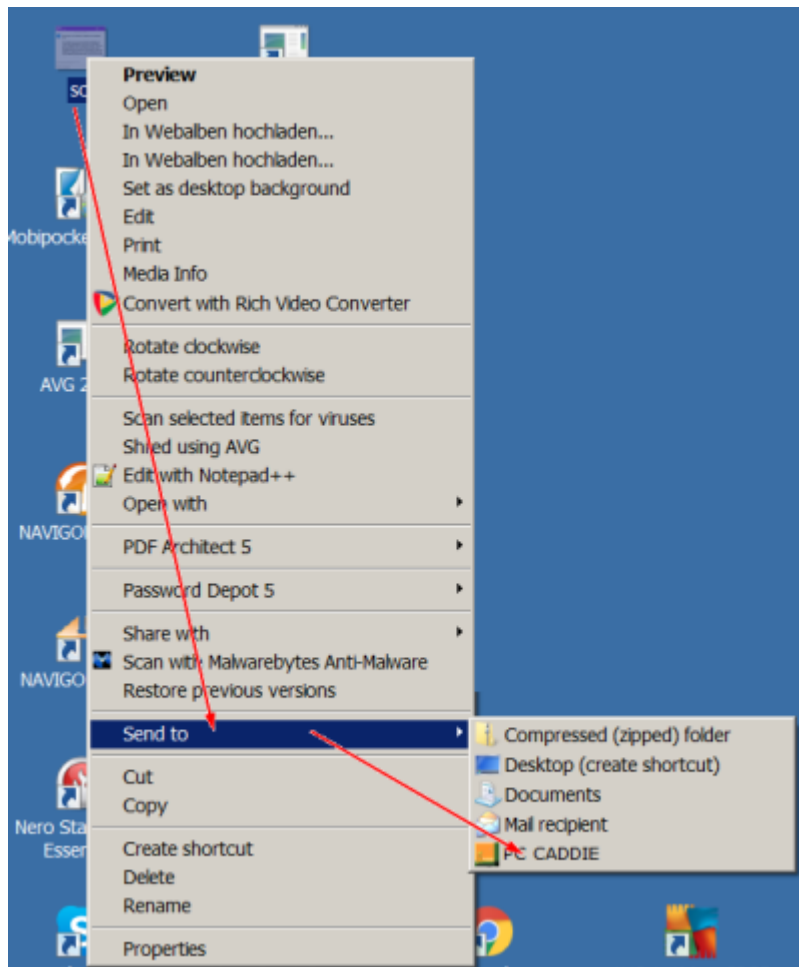 sc
Preview
Open
In Webalben hochladen...
In Webalben hochladen...
Set as desktop background
Edit
Print
Media Info
Convert with Rich Video Converter
Rotate clockwise
Rotate counterclockwise
Scan selected items for viruses
Shred using AVG
Edit with Notepad++
Open with
PDF Architect 5
Password Depot 5
Share with
Scan with Malwarebytes Anti-Malware
Restore previous versions
Send to
Cut
Copy
Create shortcut
Delete
Rename
Properties
Compressed (zipped) folder
Desktop (create shortcut)
Documents
Mail recipient
PC CADDIE
Mobipocke
AVG 2
NAVIGO
NAVIGO
Nero Sta
Esser